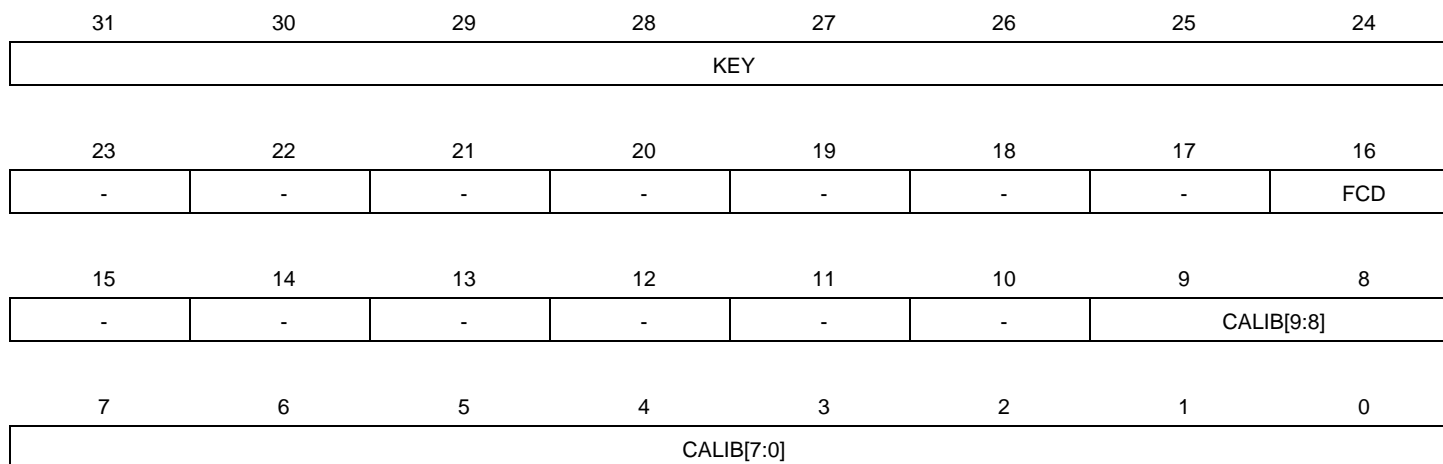 31 30 29 28 27 26 25 24
KEY
23 22 21 20 19 18 17 16
- - - - - - - FCD
15 14 13 12 11 10 9 8
- - - - - - CALIB[9:8]
7 6 5 4 3 2 1 0
CALIB[7:0]